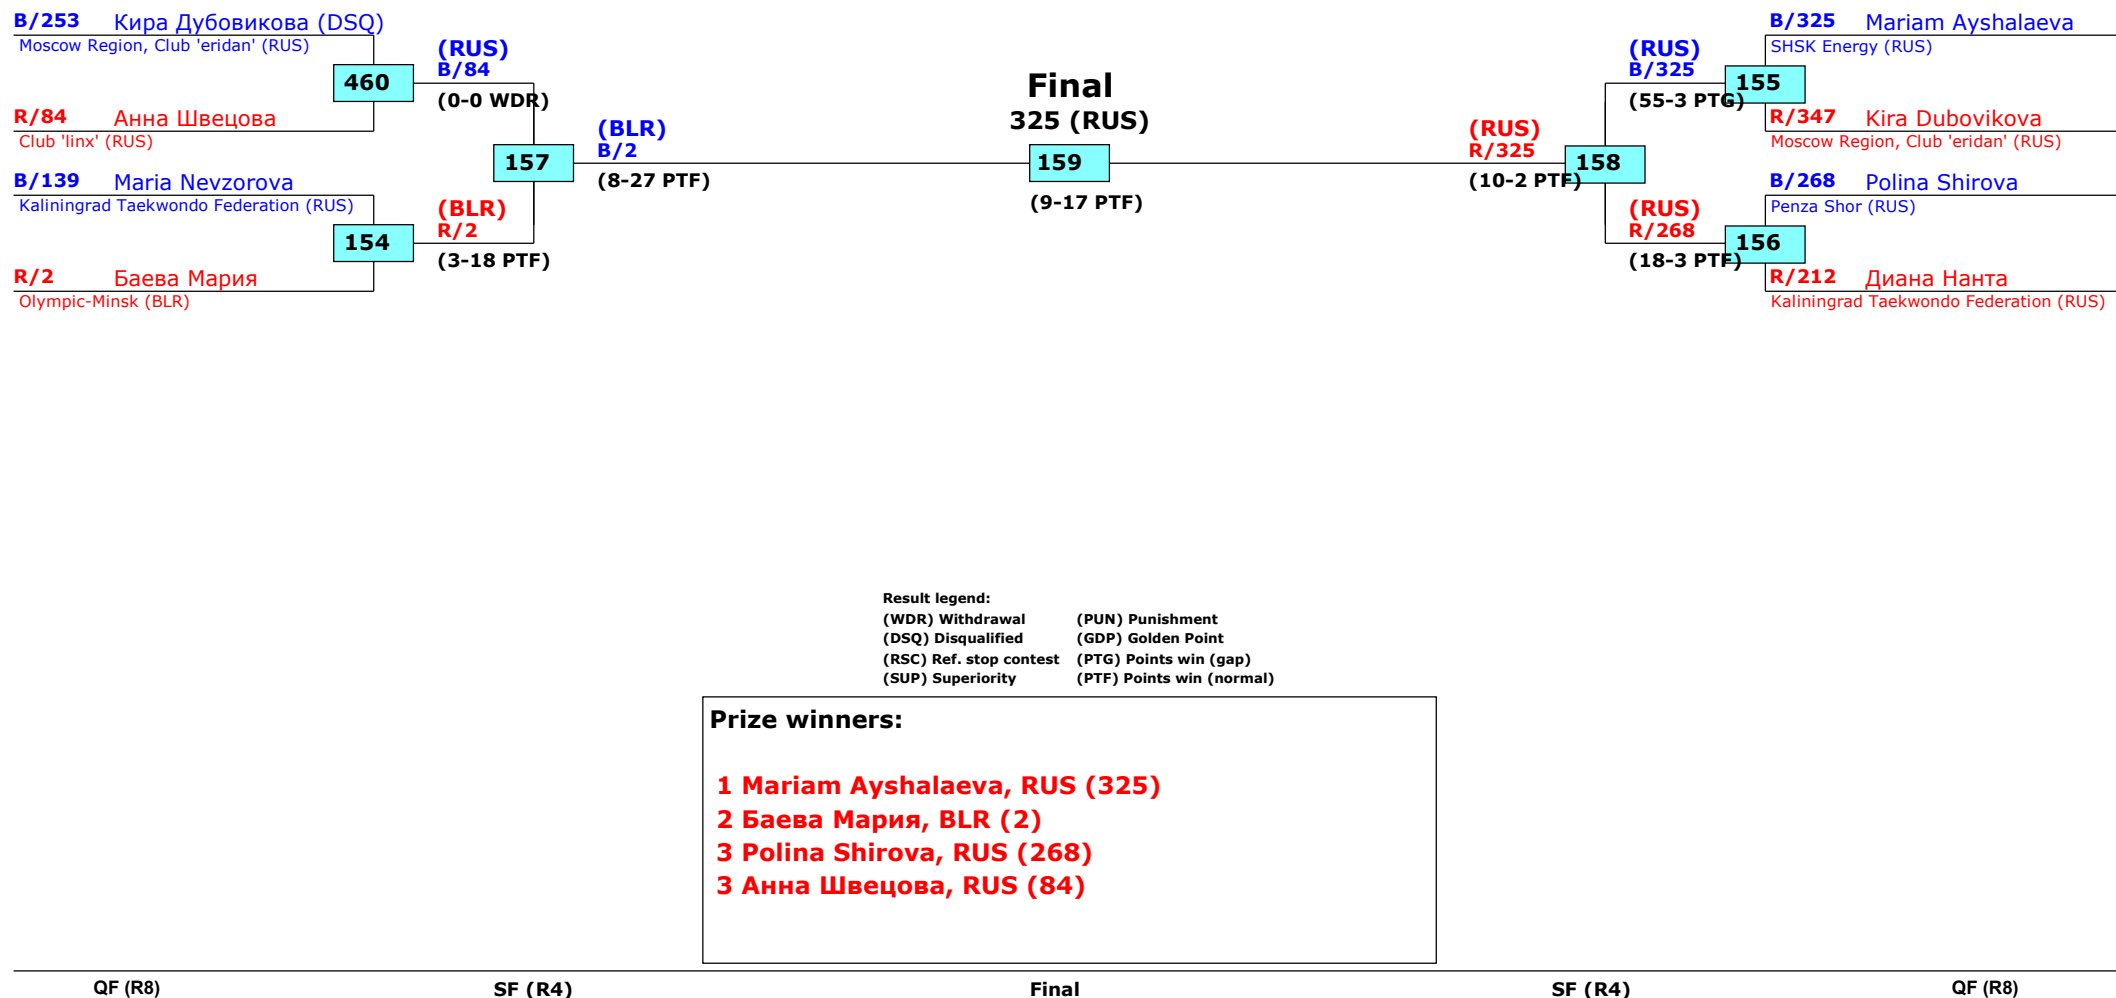 B/253 Кира Дубовикова (DSQ)
Moscow Region, Club 'eridan' (RUS)
460
R/84 Анна Швецова
Club 'linx' (RUS)
B/139 Maria Nevzorova
Kaliningrad Taekwondo Federation (RUS)
154
R/2 Баева Мария
Olympic-Minsk (BLR)
(RUS)
B/84
(0-0 WDR)
157
(BLR)
R/2
(3-18 PTF)
(BLR)
B/2
(8-27 PTF)
Final
325 (RUS)
159
(9-17 PTF)
(RUS)
R/325
(10-2 PTF)
158
(RUS)
B/325
(55-3 PTG)
(RUS)
R/268
(18-3 PTF)
B/325 Mariam Ayshalaeva
SHSK Energy (RUS)
155
R/347 Kira Dubovikova
Moscow Region, Club 'eridan' (RUS)
B/268 Polina Shirova
Penza Shor (RUS)
156
R/212 Диана Нанта
Kaliningrad Taekwondo Federation (RUS)
Result legend:
(WDR) Withdrawal (PUN) Punishment
(DSQ) Disqualified (GDP) Golden Point
(RSC) Ref. stop contest (PTG) Points win (gap)
(SUP) Superiority (PTF) Points win (normal)
Prize winners:
1 Mariam Ayshalaeva, RUS (325)
2 Баева Мария, BLR (2)
3 Polina Shirova, RUS (268)
3 Анна Швецова, RUS (84)
QF (R8) SF (R4) Final SF (R4) QF (R8)